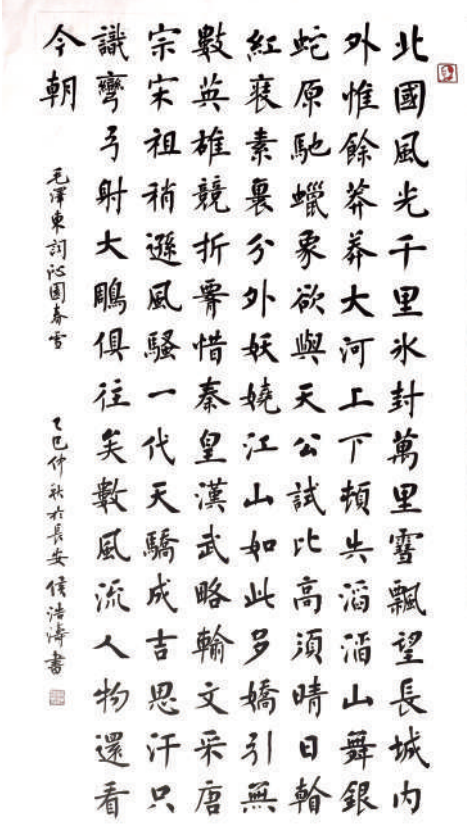 北國風光千里氷封萬里雪飄望長城内
外惟餘莽莽大河上下頓失滔滔山舞銀
蛇原馳蠟象欲與天公試比高須晴日看
紅裝素裹分外妖嬈江山如此多嬌引無
數英雄競折腰惜秦皇漢武略輸文采唐
宗宋祖稍遜風騷一代天驕成吉思汗只
識彎弓射大鵰俱往矣數風流人物還看
今朝
毛澤東詞沁園春雪 乙巳仲秋於長安 侯浩濤書